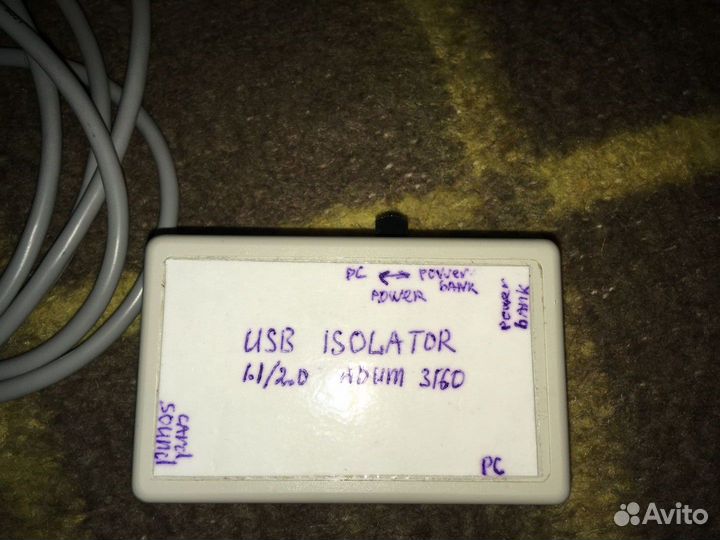 PC ↔ power bank
power
power bank
USB ISOLATOR
1.1/2.0 ADUM 3160
sound card
PC
Avito